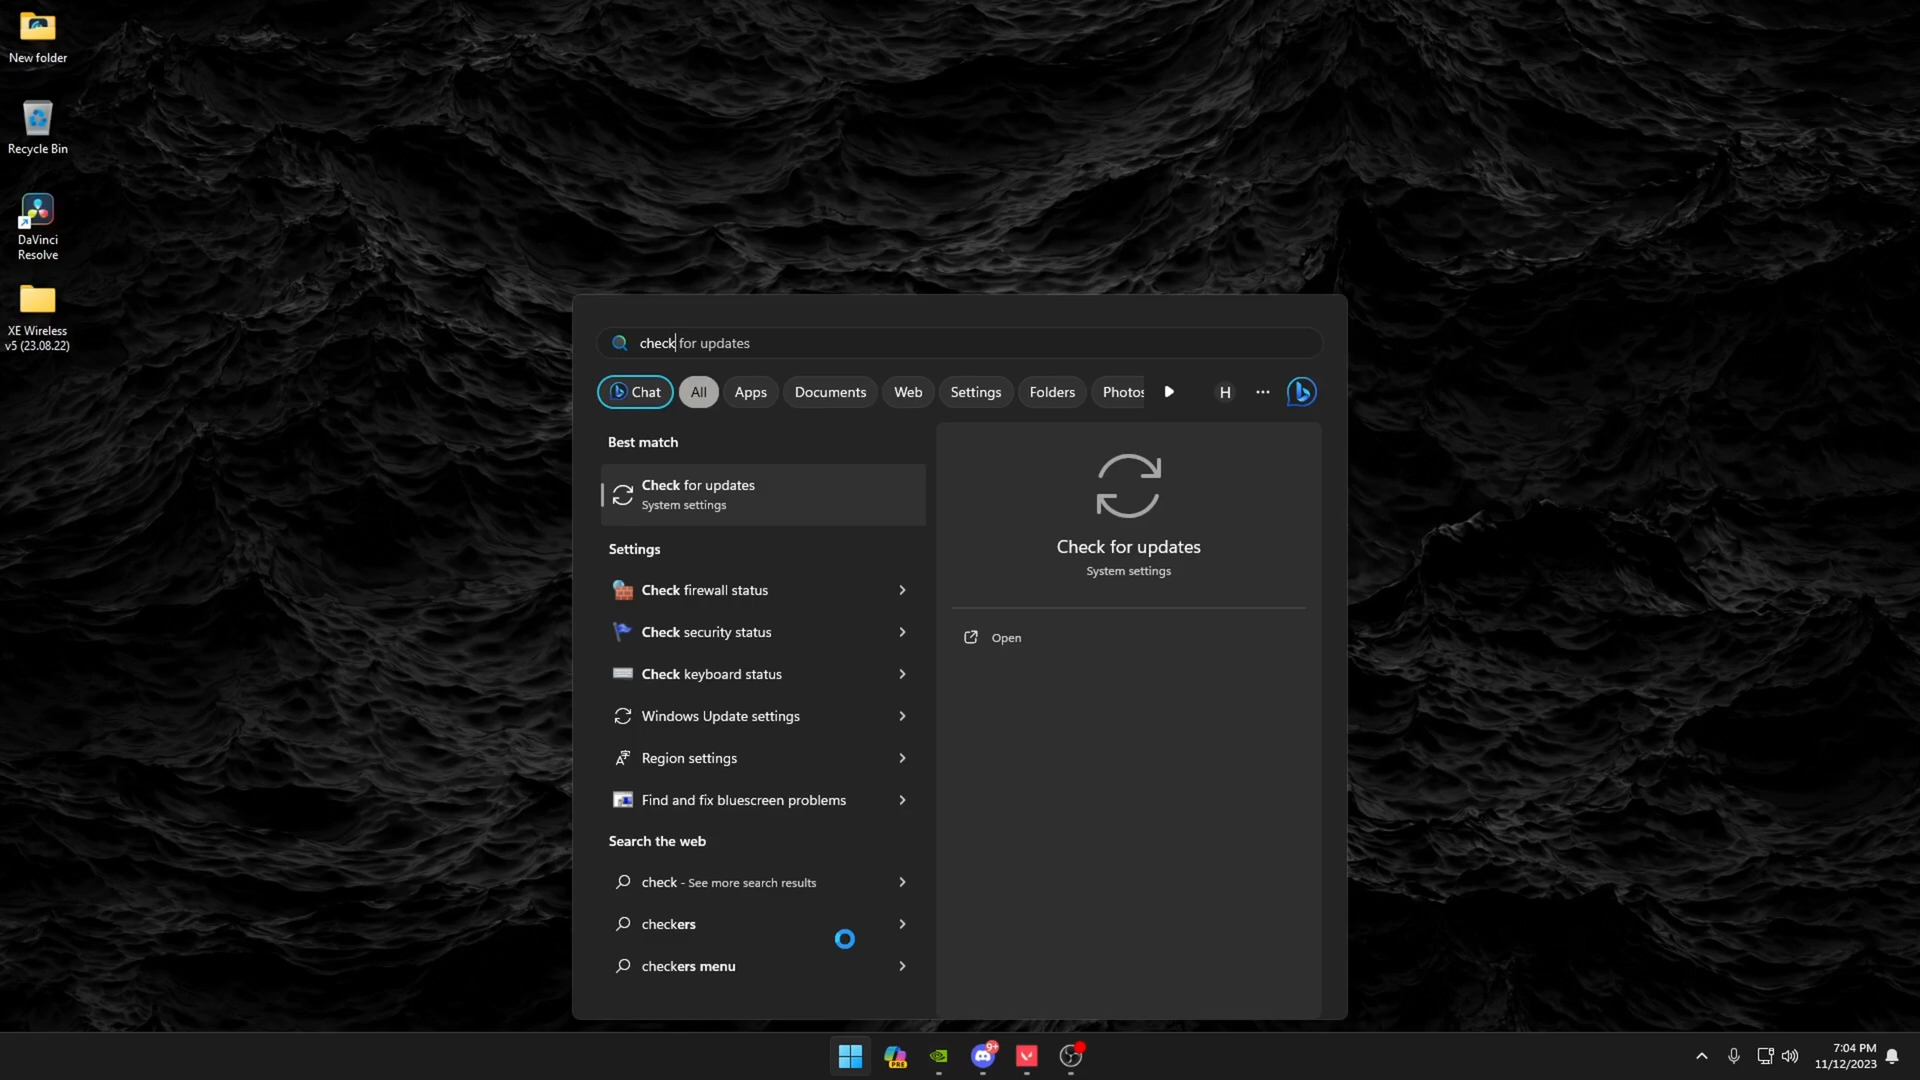 New folder
Recycle Bin
DaVinci
Resolve
XE Wireless
v5 (23.08.22)
check for updates
Chat
All
Apps
Documents
Web
Settings
Folders
Photos
H
Best match
Check for updates
System settings
Settings
Check firewall status
Check security status
Check keyboard status
Windows Update settings
Region settings
Find and fix bluescreen problems
Search the web
check - See more search results
checkers
checkers menu
Check for updates
System settings
Open
PRE
9+
7:04 PM
11/12/2023